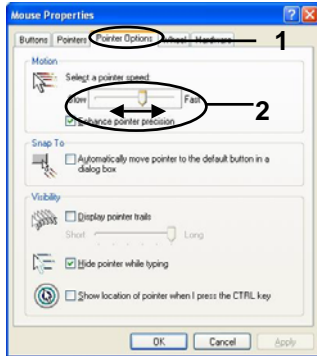 Mouse Properties
Buttons Pointers Pointer Options Wheel Hardware 1
Motion
Select a pointer speed:
Slow Fast
2
Enhance pointer precision
Snap To
Automatically move pointer to the default button in a
dialog box
Visibility
Display pointer trails
Short Long
Hide pointer while typing
Show location of pointer when I press the CTRL key
OK Cancel Apply